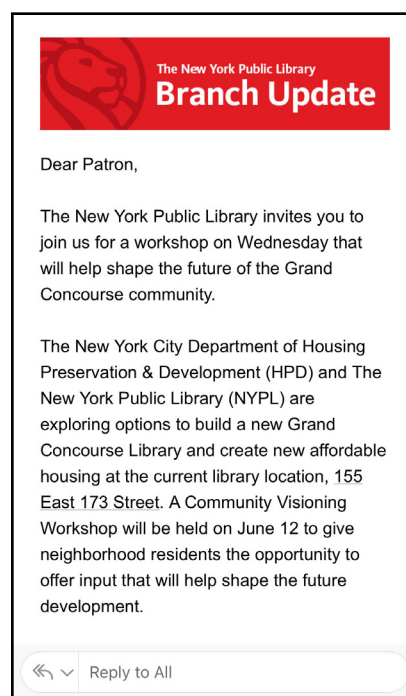 The New York Public Library
Branch Update
Dear Patron,
The New York Public Library invites you to
join us for a workshop on Wednesday that
will help shape the future of the Grand
Concourse community.
The New York City Department of Housing
Preservation & Development (HPD) and The
New York Public Library (NYPL) are
exploring options to build a new Grand
Concourse Library and create new affordable
housing at the current library location, 155
East 173 Street. A Community Visioning
Workshop will be held on June 12 to give
neighborhood residents the opportunity to
offer input that will help shape the future
development.
Reply to All